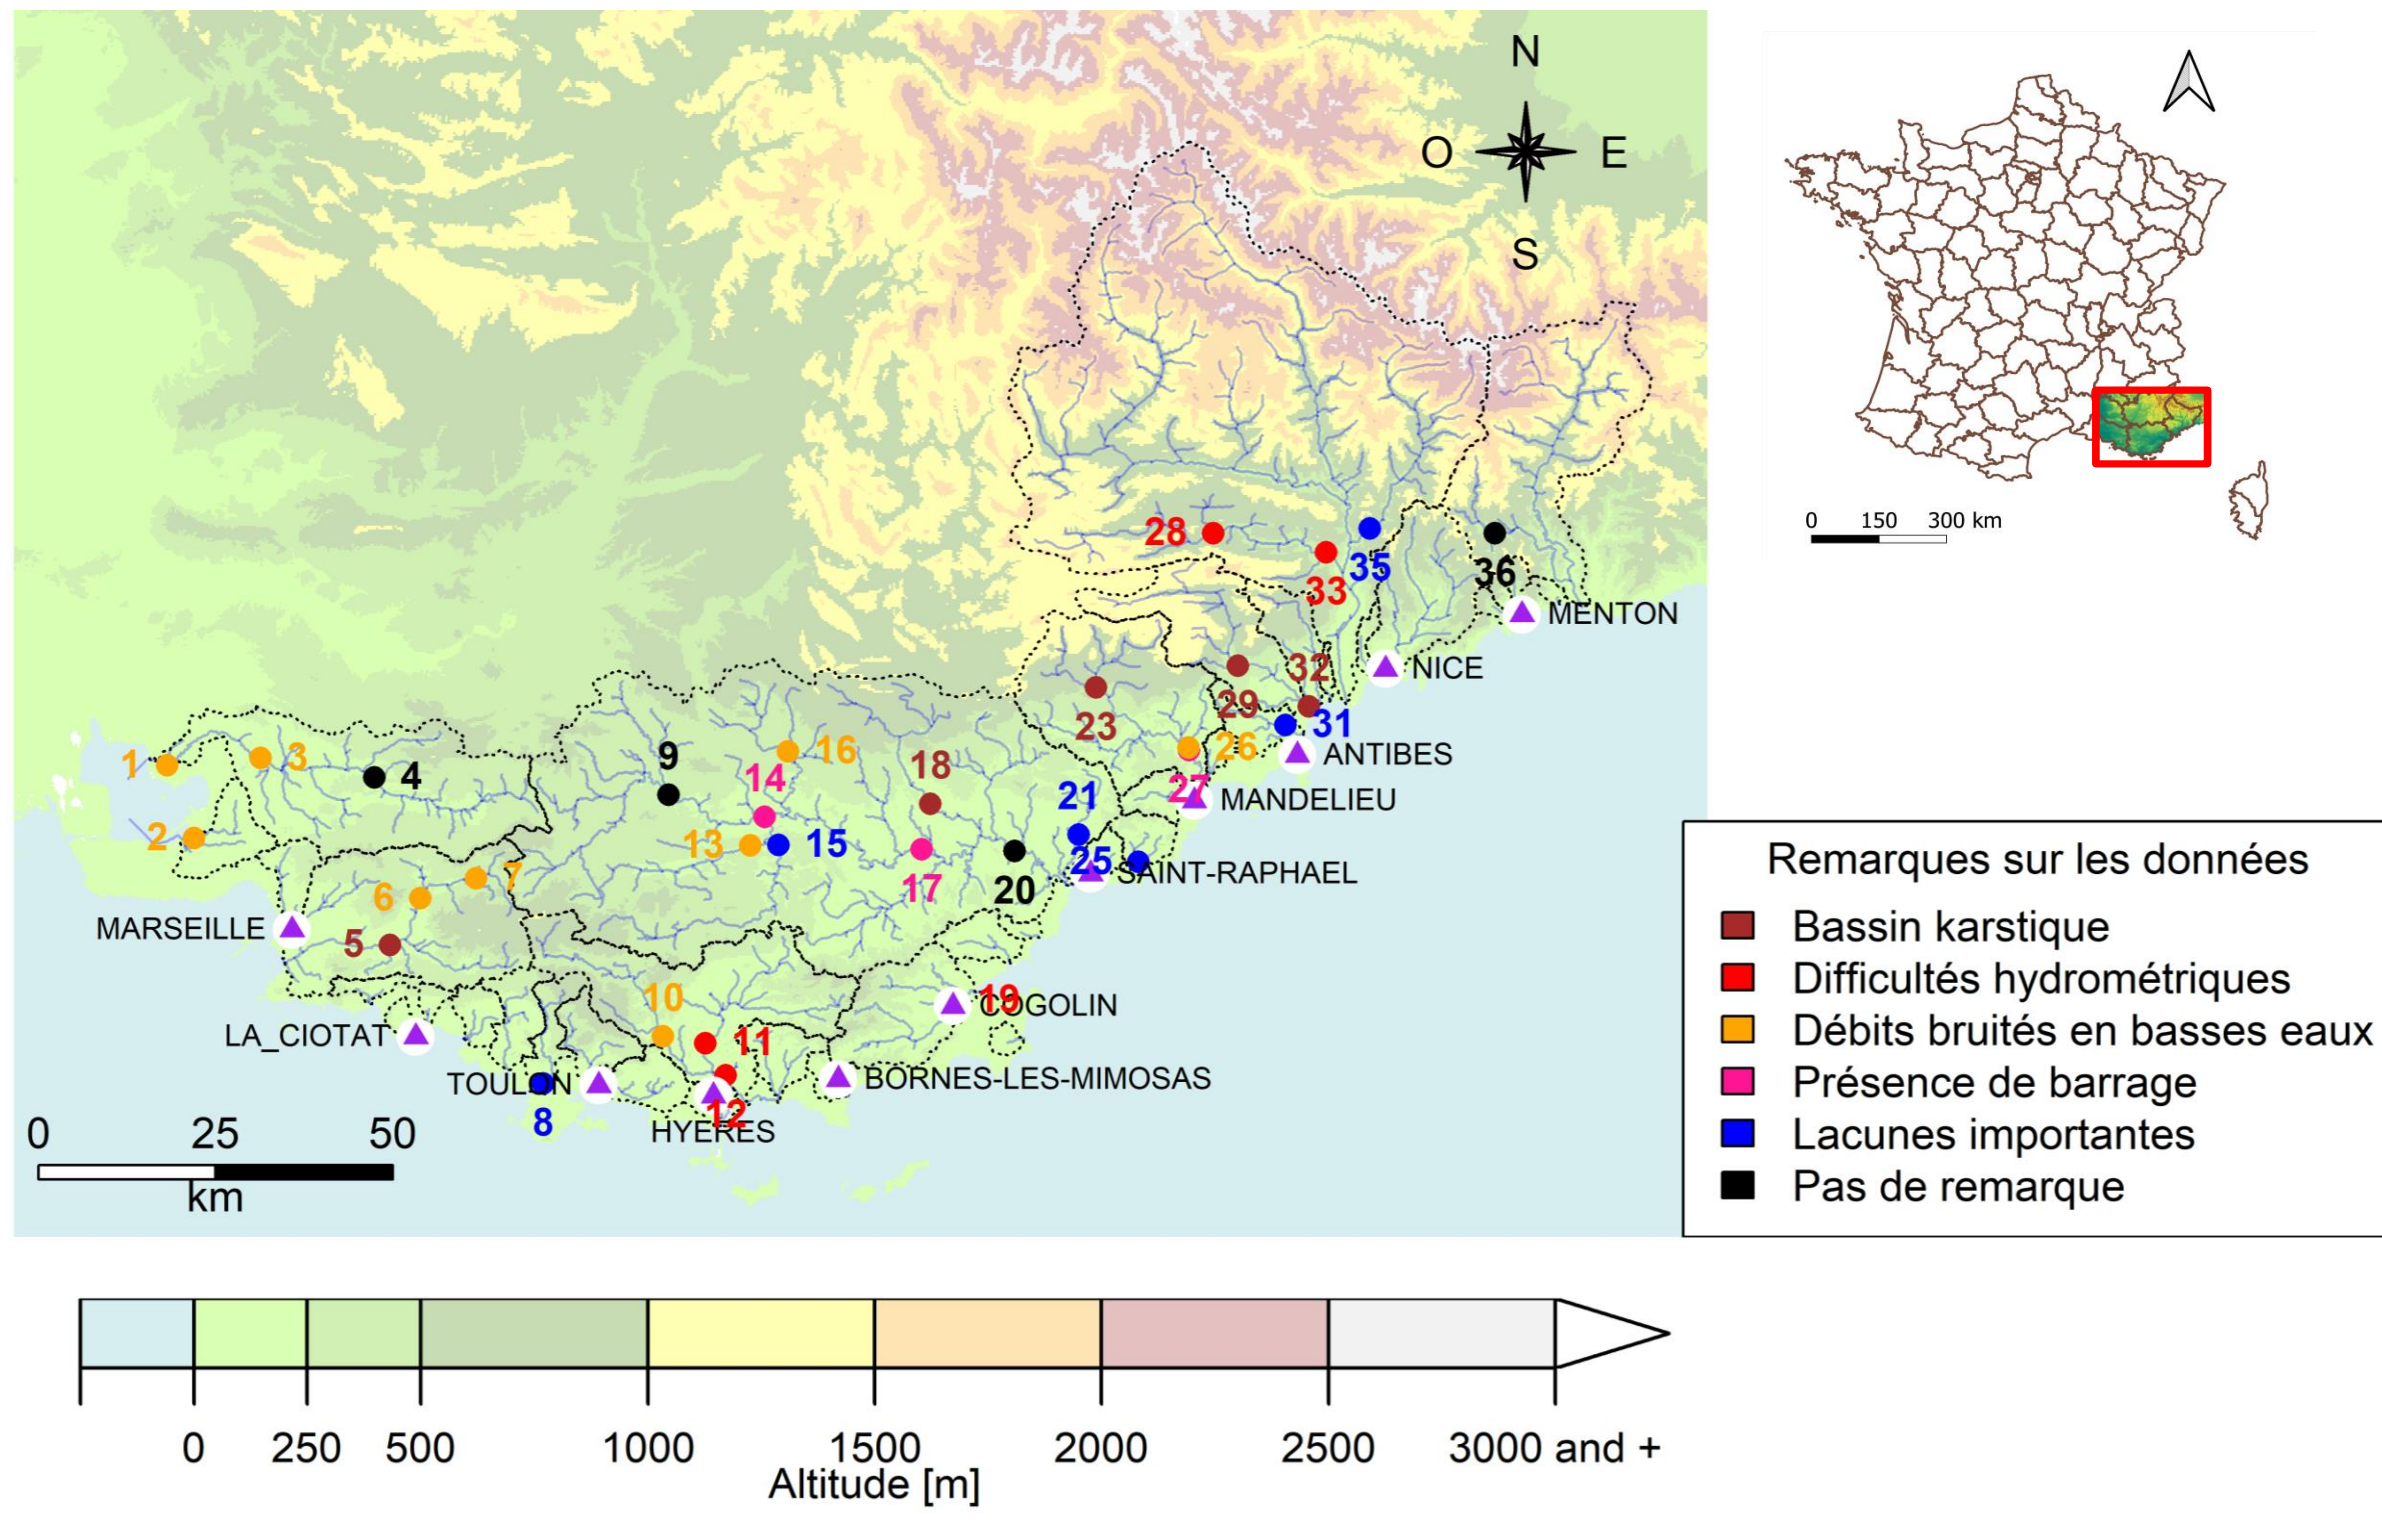 N
O E
S
0 150 300 km
28
33
35
36
MENTON
NICE
32
29
31
23
26
ANTIBES
27
MANDELIEU
1
3
4
9
16
14
18
21
2
13
15
25
SAINT-RAPHAEL
17
20
7
6
MARSEILLE
5
10
19
COGOLIN
LA_CIOTAT
11
TOULON
BORNES-LES-MIMOSAS
8
12
HYERES
0 25 50
km
Remarques sur les données
Bassin karstique
Difficultés hydrométriques
Débits bruités en basses eaux
Présence de barrage
Lacunes importantes
Pas de remarque
0 250 500 1000 1500 2000 2500 3000 and +
Altitude [m]